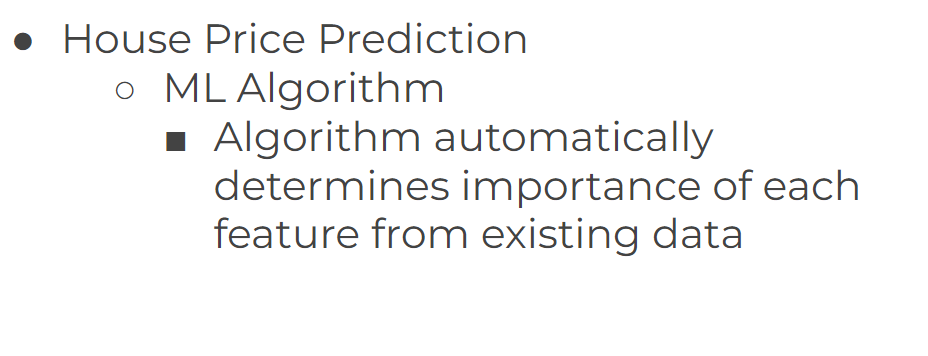 ● House Price Prediction
○ ML Algorithm
■ Algorithm automatically
determines importance of each
feature from existing data